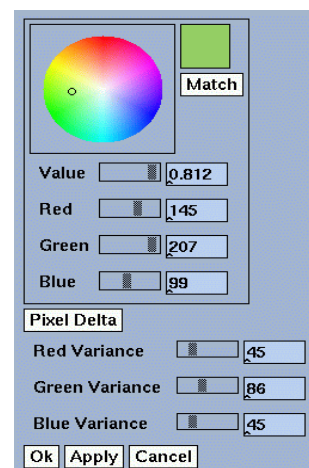 Match
Value 0.812
Red 145
Green 207
Blue 99
Pixel Delta
Red Variance 45
Green Variance 86
Blue Variance 45
Ok Apply Cancel